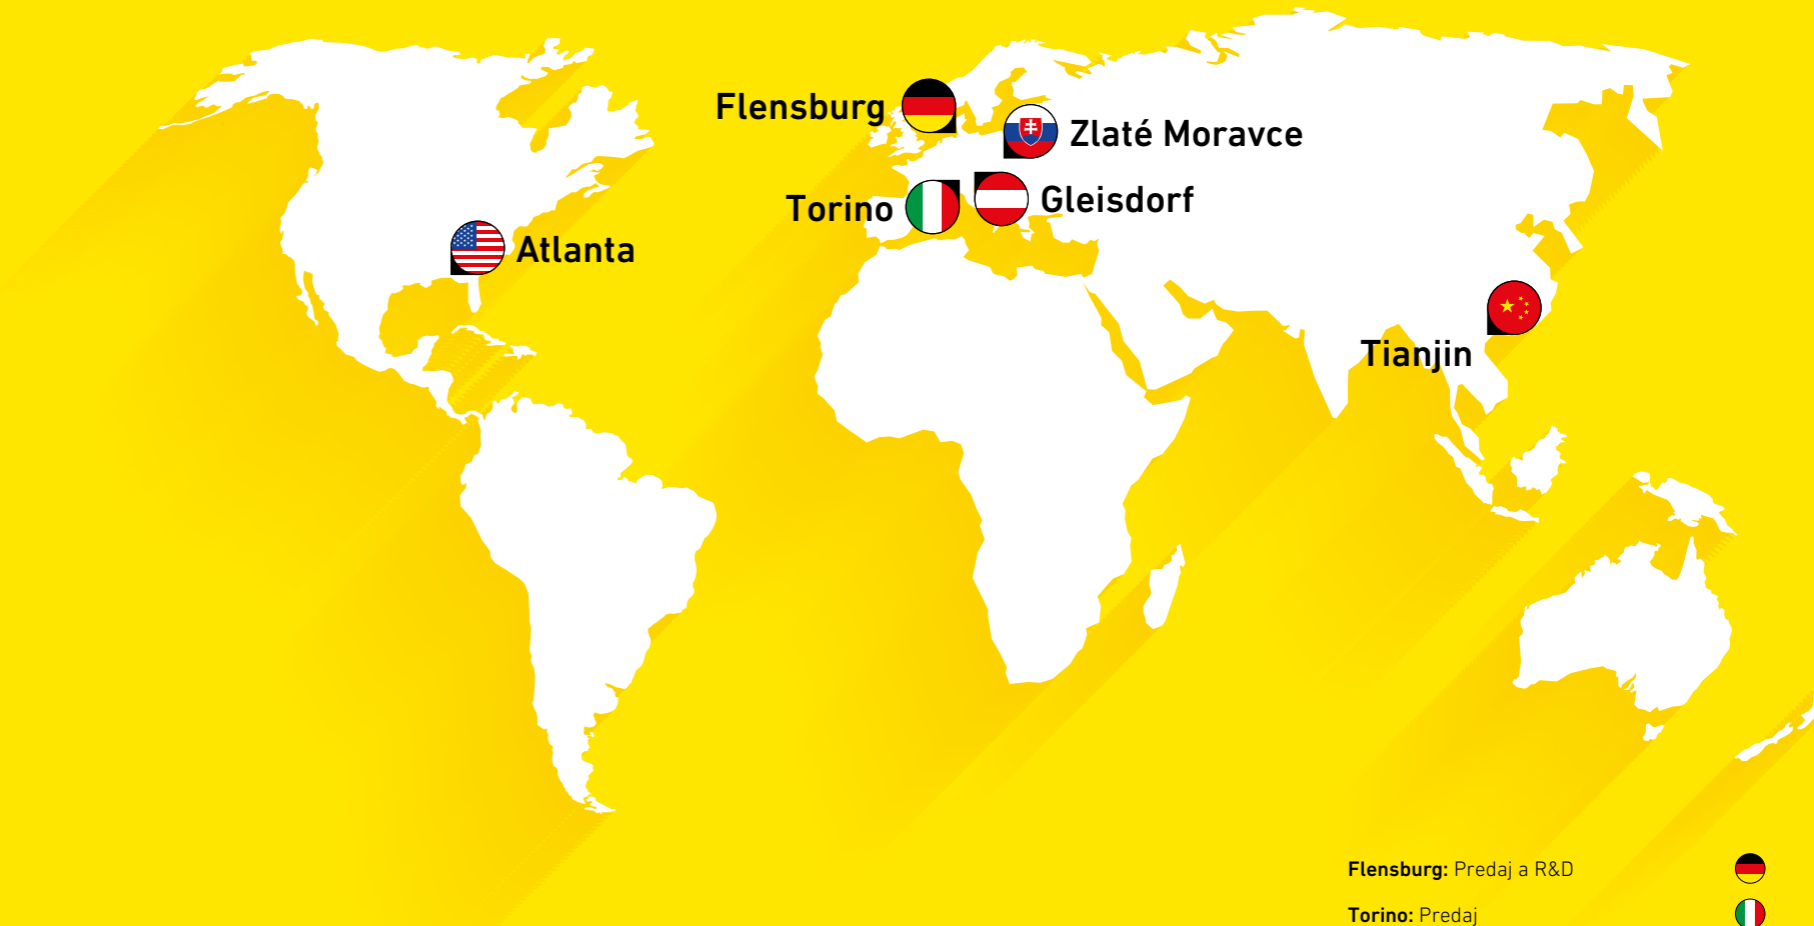 Flensburg
Zlaté Moravce
Torino
Gleisdorf
Atlanta
Tianjin
Flensburg: Predaj a R&D
Torino: Predaj